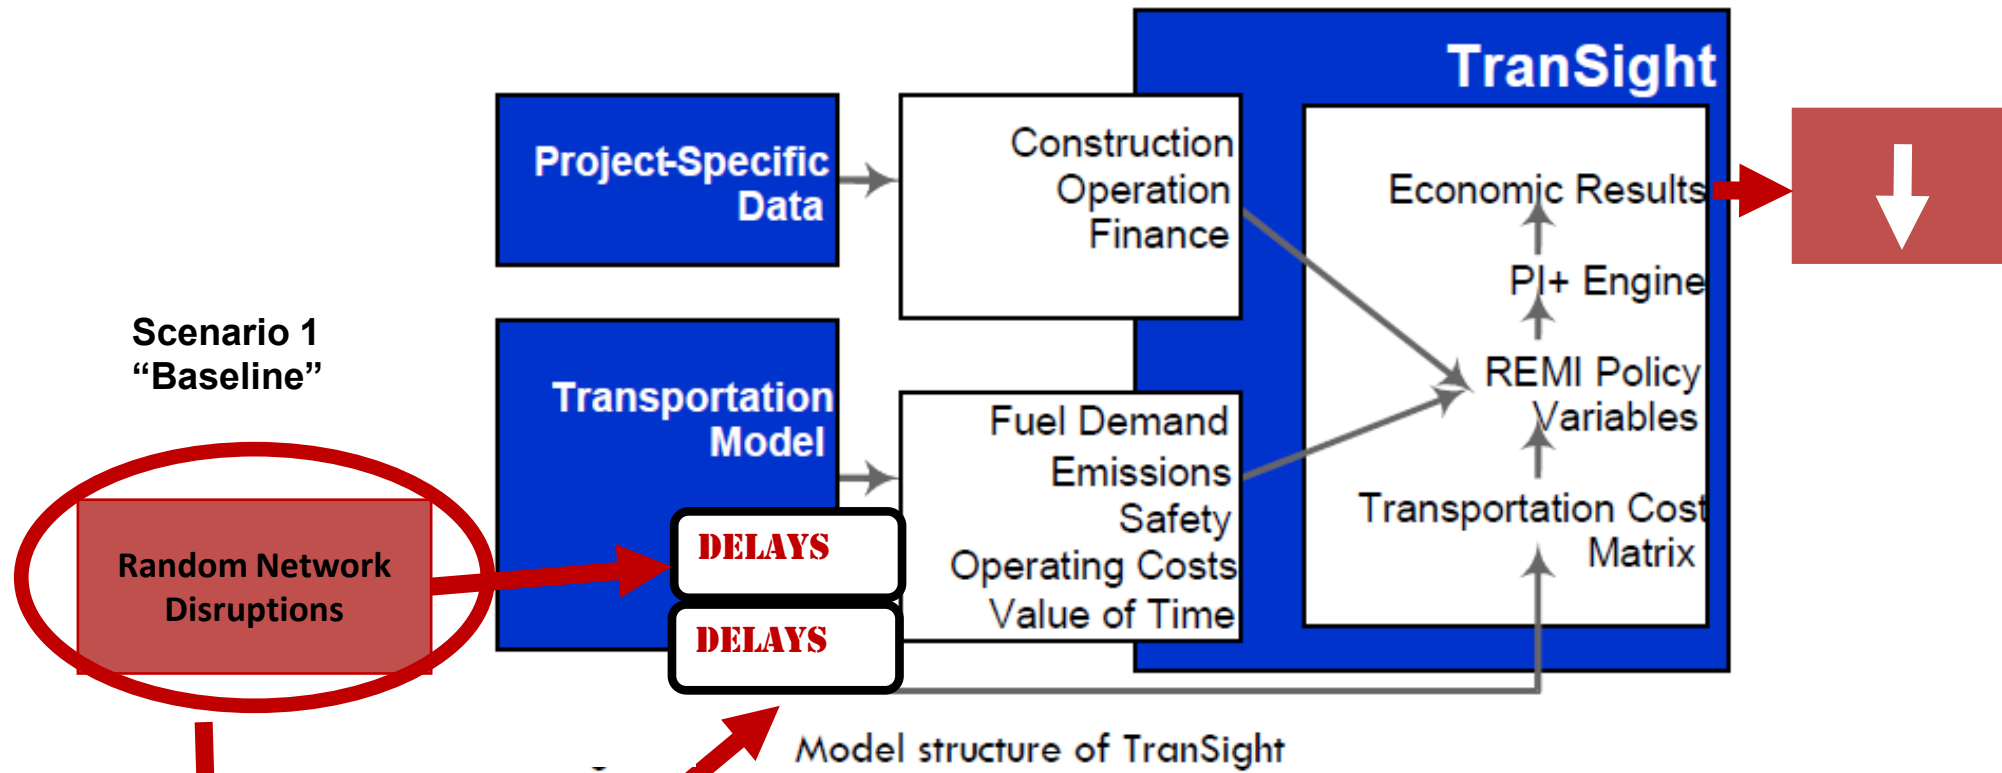 TranSight
Project-Specific
Data
Construction
Operation
Finance
Economic Results
PI+ Engine
REMI Policy
Variables
Transportation Cost
Matrix
Scenario 1
“Baseline”
Transportation
Model
Fuel Demand
Emissions
Safety
Operating Costs
Value of Time
Random Network
Disruptions
DELAYS
DELAYS
Model structure of TranSight